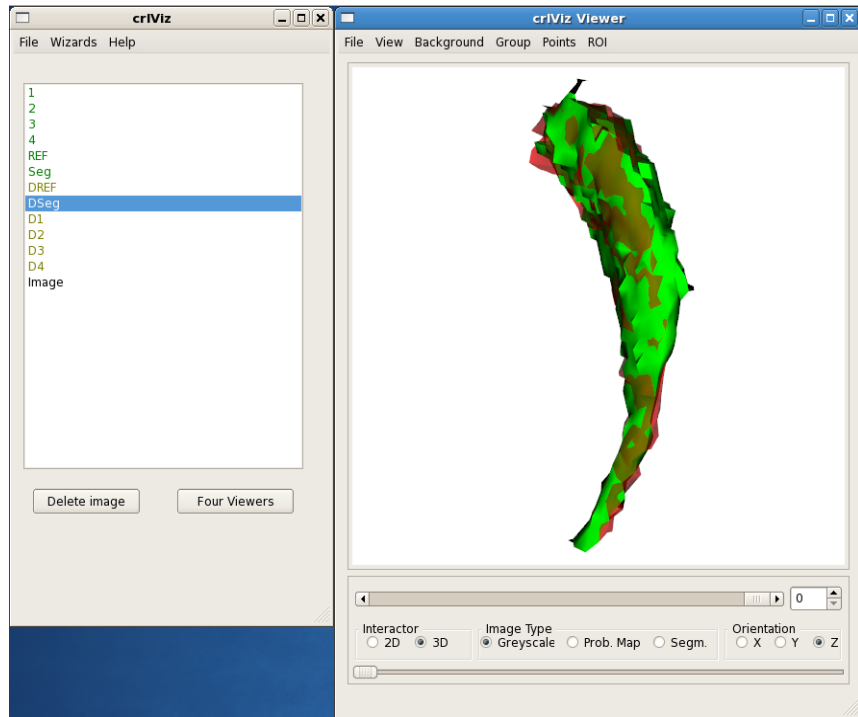 crlViz
File Wizards Help
1
2
3
4
REF
Seg
DREF
DSeg
D1
D2
D3
D4
Image
Delete image
Four Viewers
crlViz Viewer
File View Background Group Points ROI
0
Interactor
2D 3D
Image Type
Greyscale Prob. Map Segm.
Orientation
X Y Z